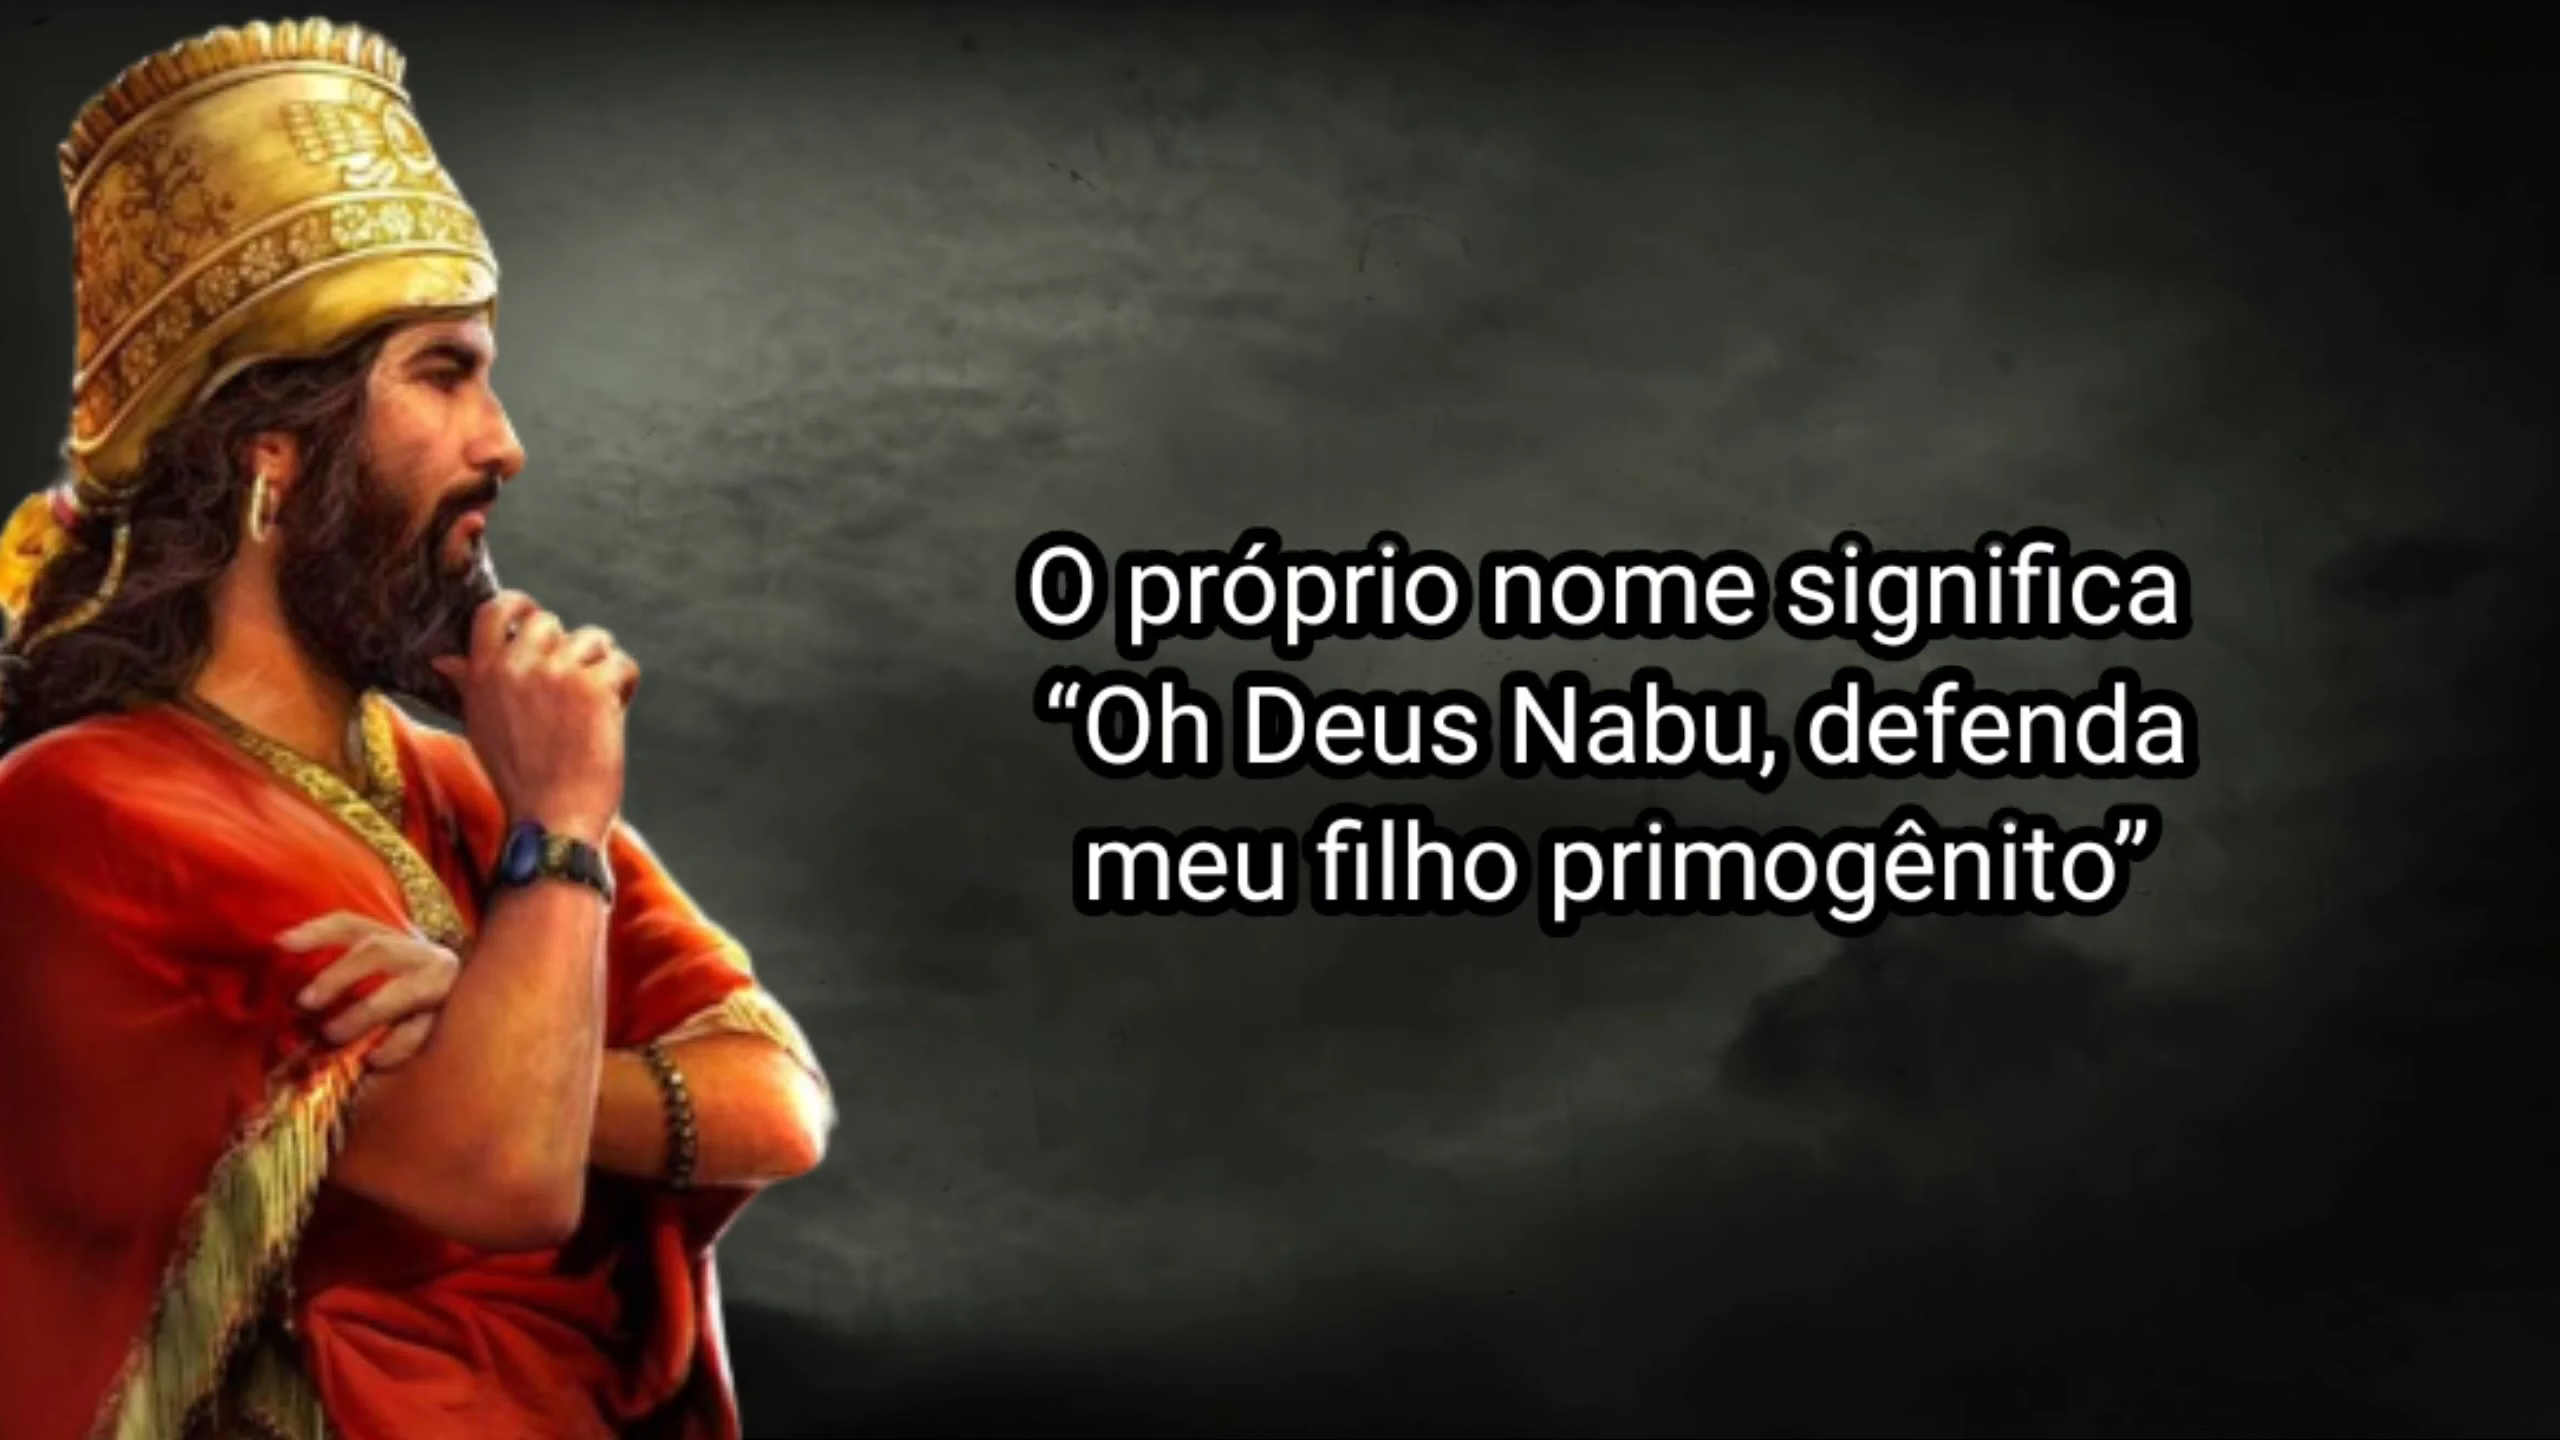 O próprio nome significa
“Oh Deus Nabu, defenda
meu filho primogênito”